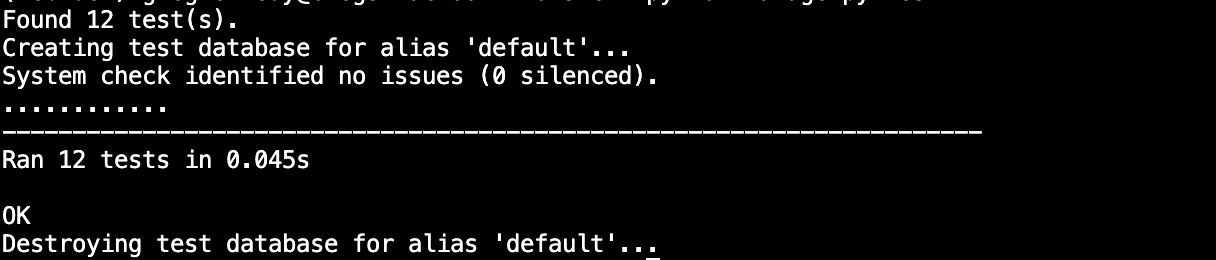 Found 12 test(s).
Creating test database for alias 'default'...
System check identified no issues (0 silenced).
............
----------------------------------------------------------------------
Ran 12 tests in 0.045s
OK
Destroying test database for alias 'default'...